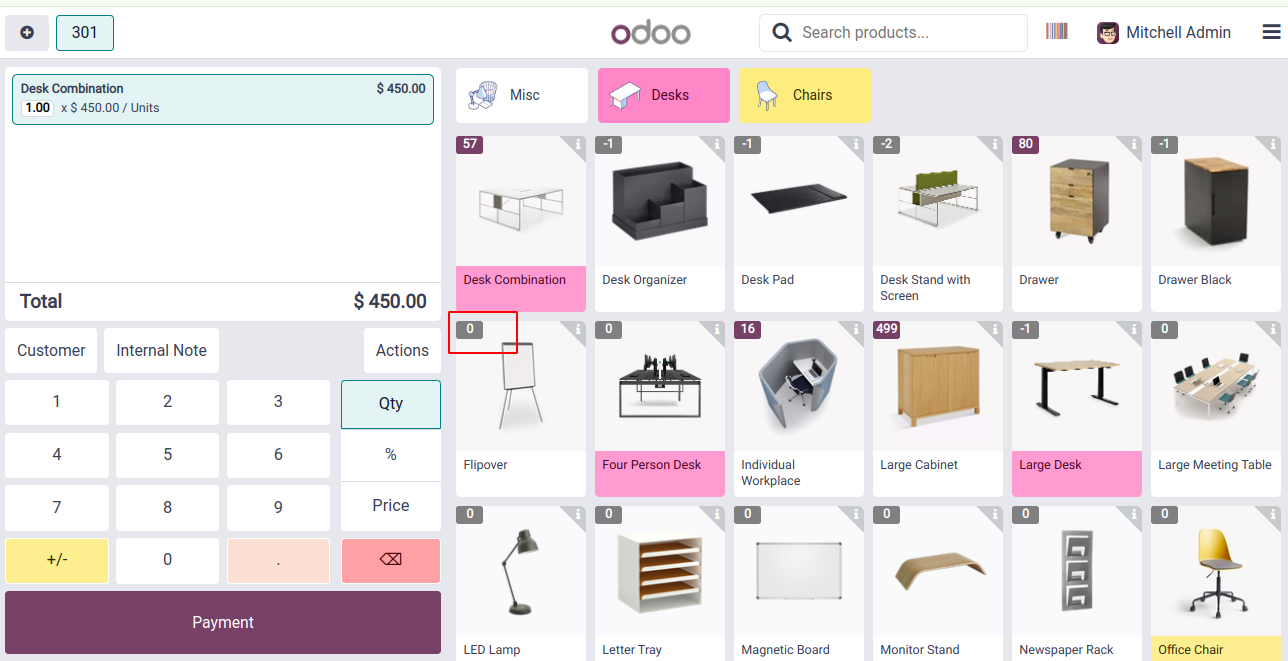 301
odoo
Search products...
Mitchell Admin
Desk Combination $ 450.00
1.00 x $ 450.00 / Units
Total $ 450.00
Customer
Internal Note
Actions
1 2 3 Qty
4 5 6 %
7 8 9 Price
+/- 0 . ⌫
Payment
Misc
Desks
Chairs
57 i -1 i -1 i -2 i 80 i -1 i
Desk Combination
Desk Organizer
Desk Pad
Desk Stand with
Screen
Drawer
Drawer Black
0 i 0 i 16 i 499 i -1 i 0 i
Flipover
Four Person Desk
Individual
Workplace
Large Cabinet
Large Desk
Large Meeting Table
0 i 0 i 0 i 0 i 0 i 0 i
LED Lamp
Letter Tray
Magnetic Board
Monitor Stand
Newspaper Rack
Office Chair